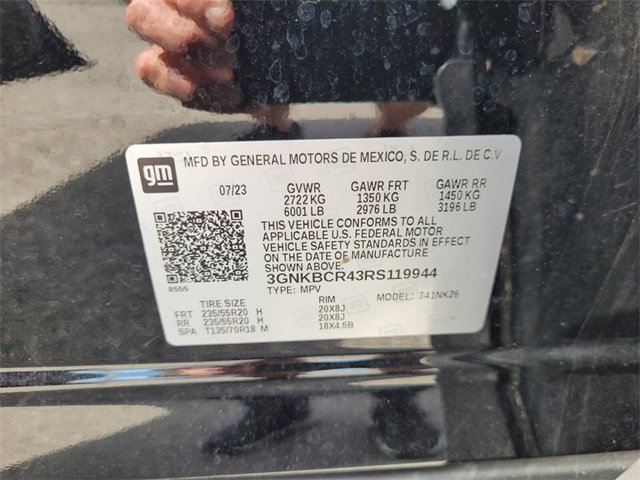 gm
MFD BY GENERAL MOTORS DE MEXICO, S. DE R.L. DE C.V
07/23 GVWR GAWR FRT GAWR RR
2722 KG 1350 KG 1450 KG
6001 LB 2976 LB 3196 LB
THIS VEHICLE CONFORMS TO ALL
APPLICABLE U.S. FEDERAL MOTOR
VEHICLE SAFETY STANDARDS IN EFFECT
ON THE DATE OF MANUFACTURE
SHOWN ABOVE.
3GNKBCR43RS119944
8555 TYPE: MPV MODEL: 341NK26
TIRE SIZE RIM
FRT 235/55R20 H 20X8J
RR 235/55R20 H 20X8J
SPA T135/70R18 M 18X4.5B